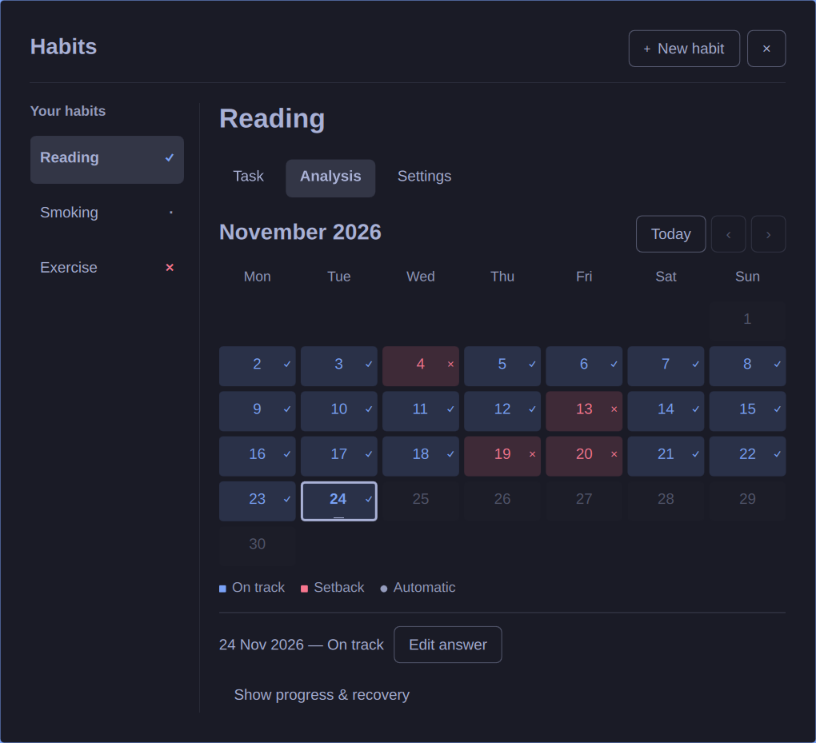 Habits
+ New habit ×
Your habits
Reading ✓
Smoking ·
Exercise ×
Reading
Task Analysis Settings
November 2026
Today ‹ ›
Mon Tue Wed Thu Fri Sat Sun
1
2 ✓ 3 ✓ 4 × 5 ✓ 6 ✓ 7 ✓ 8 ✓
9 ✓ 10 ✓ 11 ✓ 12 ✓ 13 × 14 ✓ 15 ✓
16 ✓ 17 ✓ 18 ✓ 19 × 20 × 21 ✓ 22 ✓
23 ✓ 24 ✓ 25 26 27 28 29
30
On track Setback Automatic
24 Nov 2026 — On track Edit answer
Show progress & recovery